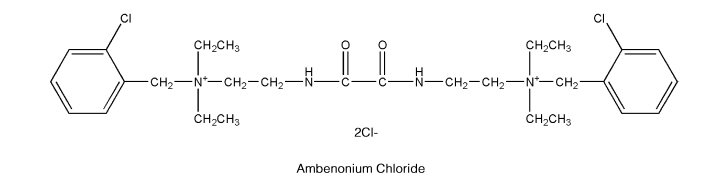 Cl Cl
CH2CH3 O O CH2CH3
H H
CH2—N+—CH2—CH2—N—C—C—N—CH2—CH2—N+—CH2
CH2CH3 CH2CH3
2Cl-
Ambenonium Chloride